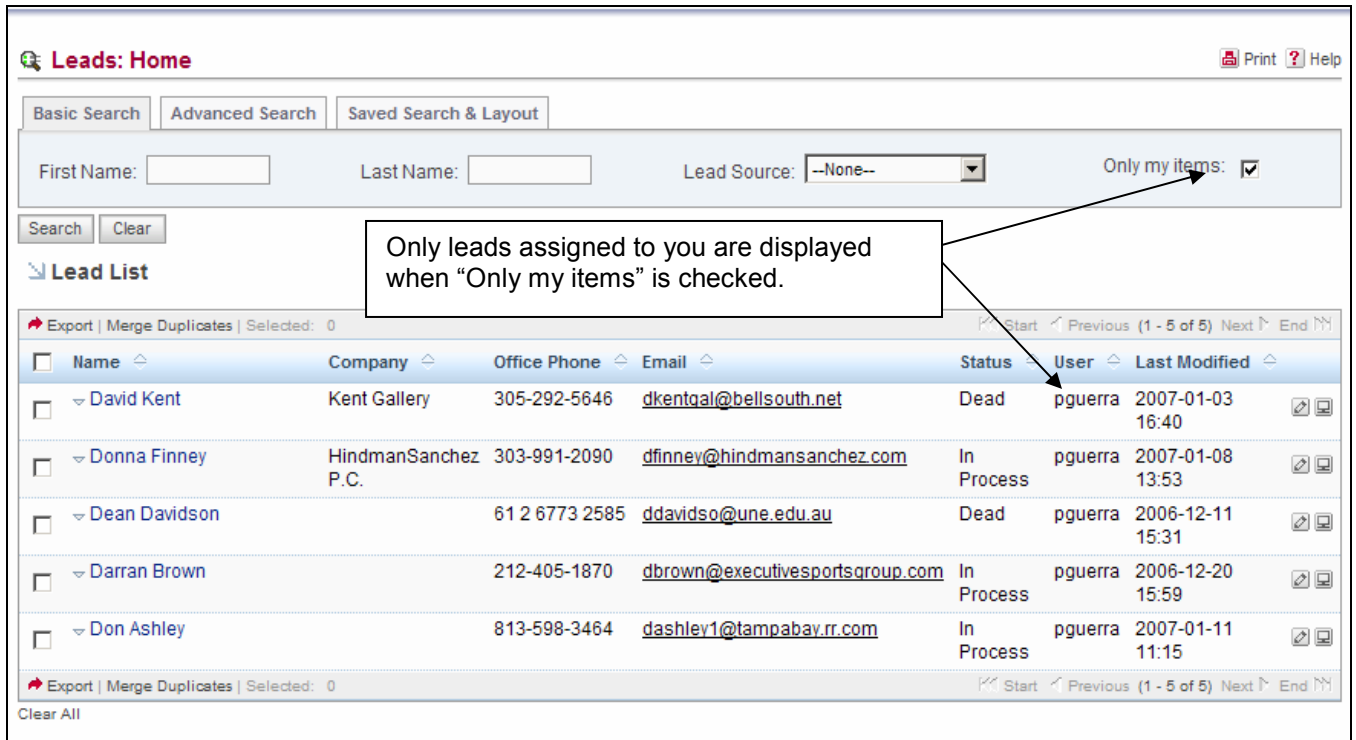 Leads: Home
Print ? Help
Basic Search Advanced Search Saved Search & Layout
First Name: Last Name: Lead Source: --None-- Only my items:
Search Clear
Only leads assigned to you are displayed
when “Only my items” is checked.
Lead List
Export | Merge Duplicates | Selected: 0 Start Previous (1 - 5 of 5) Next End
Name Company Office Phone Email Status User Last Modified
David Kent Kent Gallery 305-292-5646 dkentgal@bellsouth.net Dead pguerra 2007-01-03
16:40
Donna Finney HindmanSanchez 303-991-2090 dfinney@hindmansanchez.com In pguerra 2007-01-08
P.C. Process 13:53
Dean Davidson 61 2 6773 2585 ddavidso@une.edu.au Dead pguerra 2006-12-11
15:31
Darran Brown 212-405-1870 dbrown@executivesportsgroup.com In pguerra 2006-12-20
Process 15:59
Don Ashley 813-598-3464 dashley1@tampabay.rr.com In pguerra 2007-01-11
Process 11:15
Export | Merge Duplicates | Selected: 0 Start Previous (1 - 5 of 5) Next End
Clear All